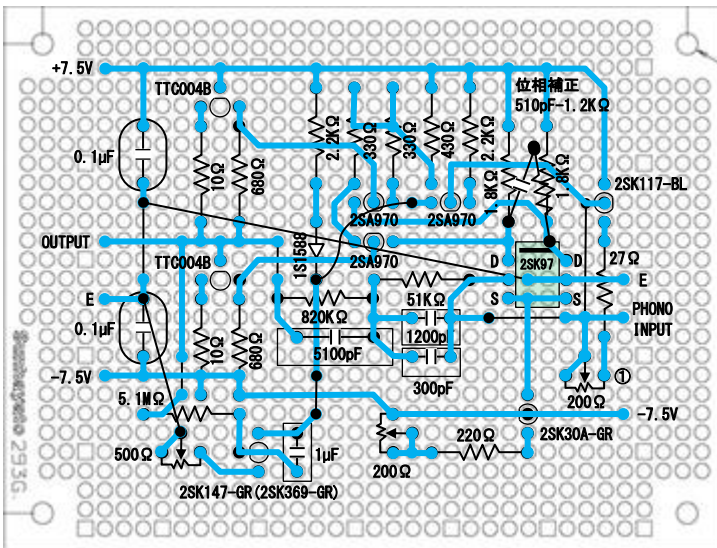 +7.5V
TTC004B
位相補正
510pF-1.2KΩ
0.1μF
10Ω
680Ω
2.2KΩ
330Ω
330Ω
430Ω
2.2KΩ
1.8KΩ
1.8KΩ
2SK117-BL
2SA970
2SA970
OUTPUT
1S1588
2SA970
TTC004B
D
2SK97
D
27Ω
E
51KΩ
E
S
S
820KΩ
PHONO
INPUT
0.1μF
10Ω
680Ω
5100pF
1200pF
300pF
-7.5V
①
200Ω
5.1MΩ
-7.5V
500Ω
1μF
220Ω
2SK30A-GR
200Ω
2SK147-GR(2SK369-GR)
293G.